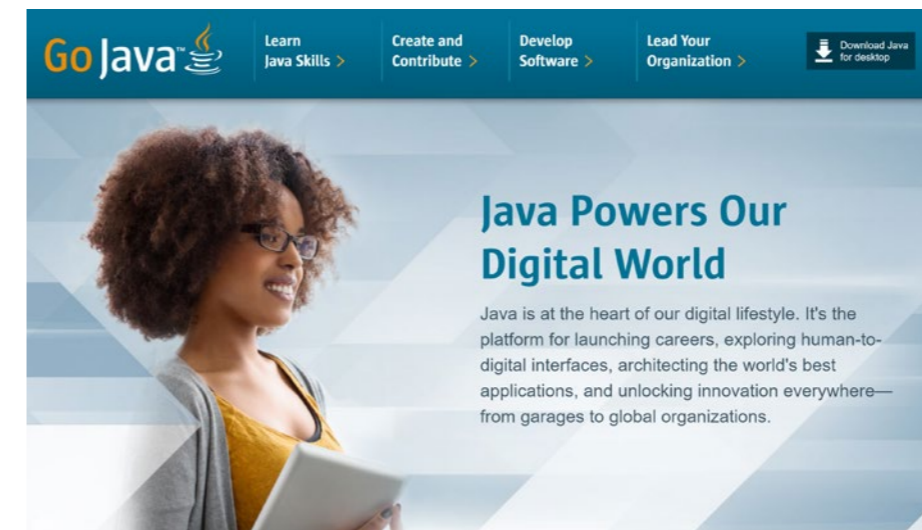 Go Java™
Learn
Java Skills >
Create and
Contribute >
Develop
Software >
Lead Your
Organization >
Download Java
for desktop
Java Powers Our
Digital World
Java is at the heart of our digital lifestyle. It's the
platform for launching careers, exploring human-to-
digital interfaces, architecting the world's best
applications, and unlocking innovation everywhere—
from garages to global organizations.